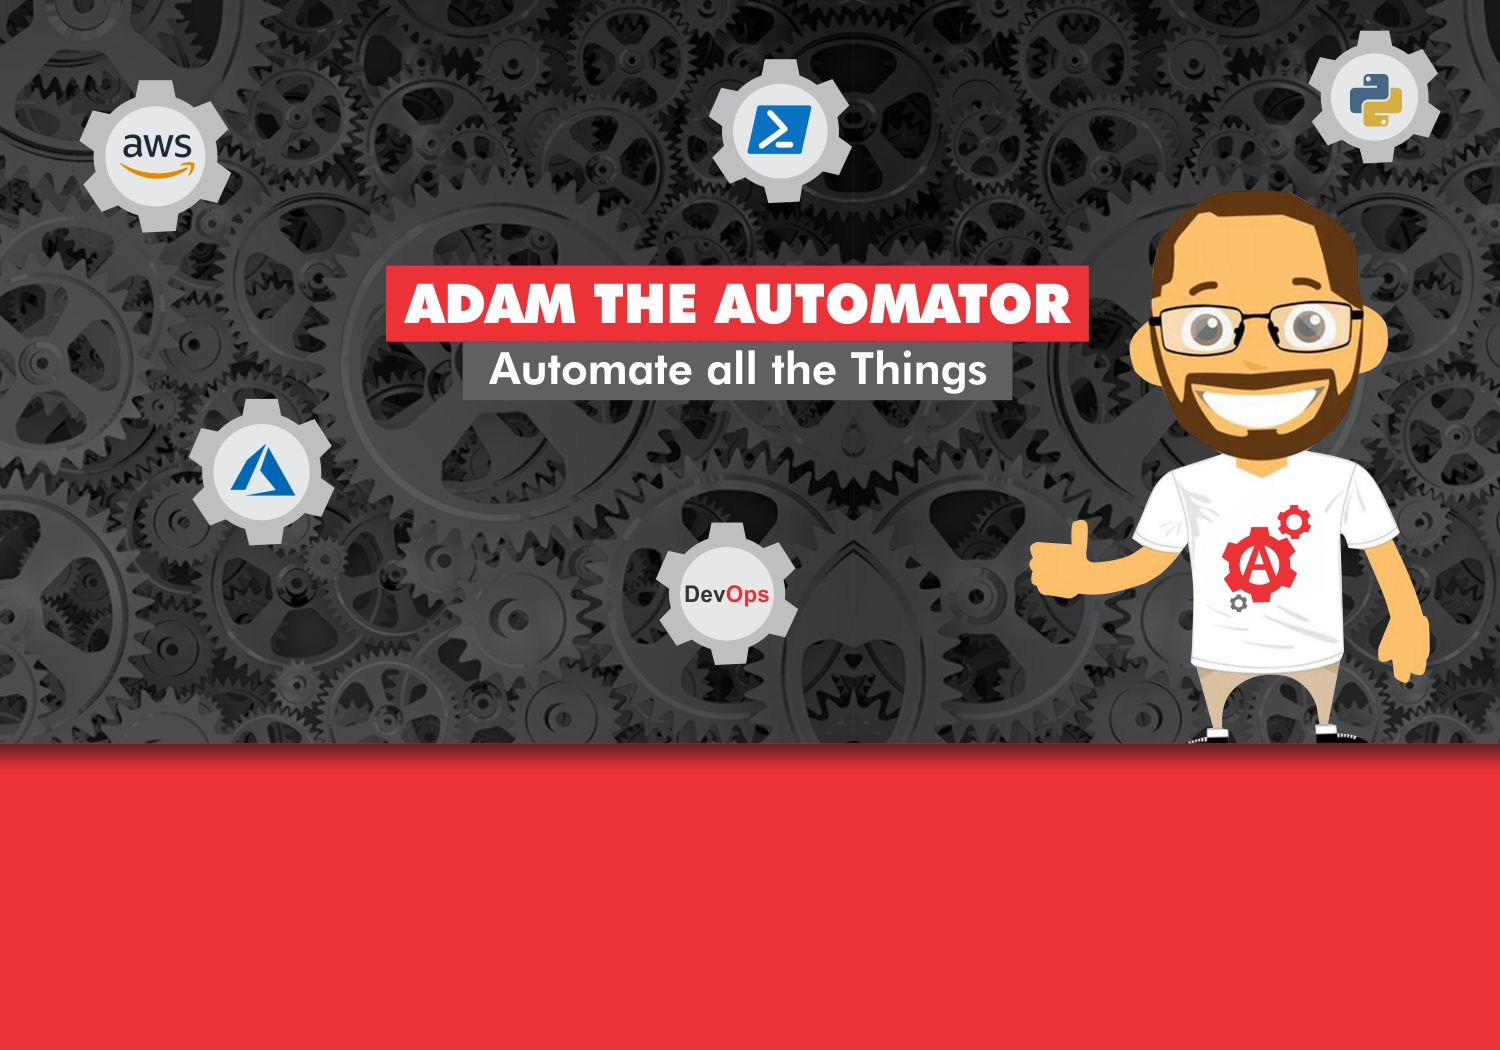 aws
ADAM THE AUTOMATOR
Automate all the Things
DevOps
A